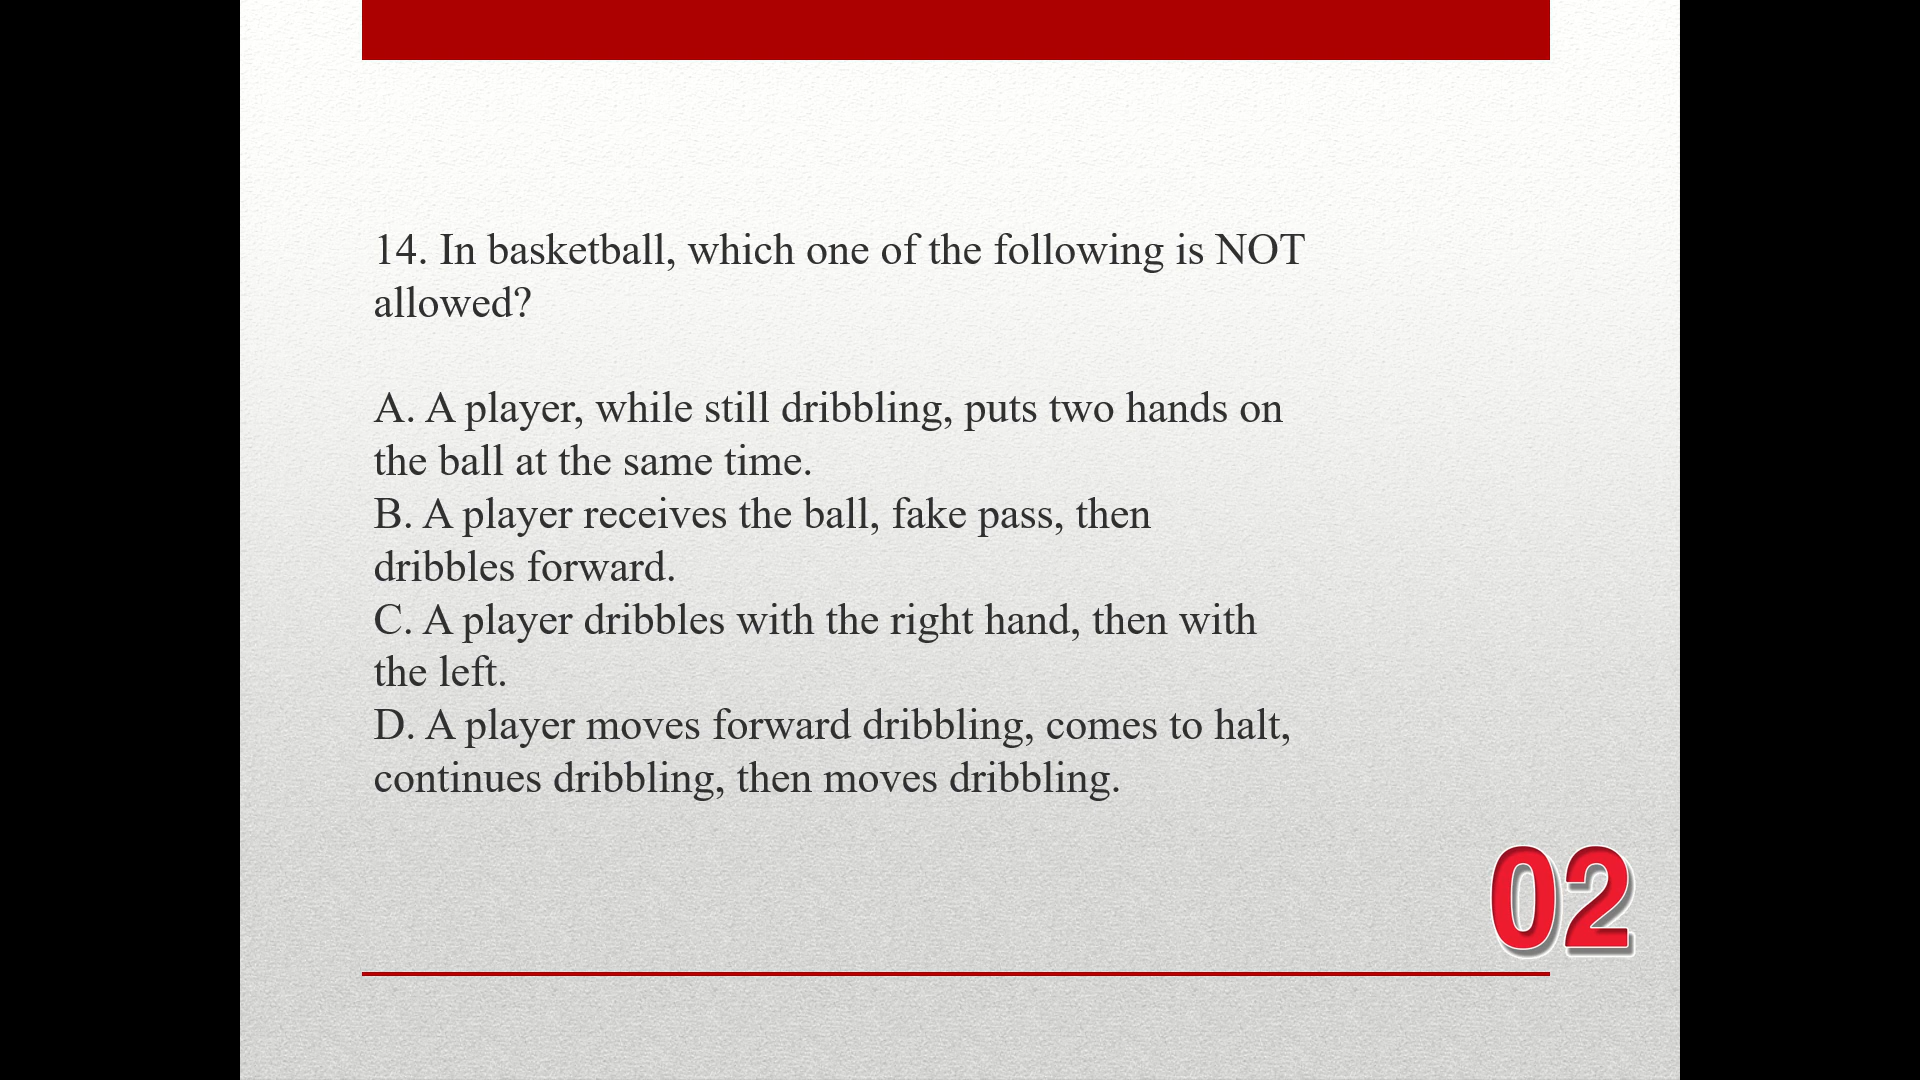 14. In basketball, which one of the following is NOT
allowed?
A. A player, while still dribbling, puts two hands on
the ball at the same time.
B. A player receives the ball, fake pass, then
dribbles forward.
C. A player dribbles with the right hand, then with
the left.
D. A player moves forward dribbling, comes to halt,
continues dribbling, then moves dribbling.
02